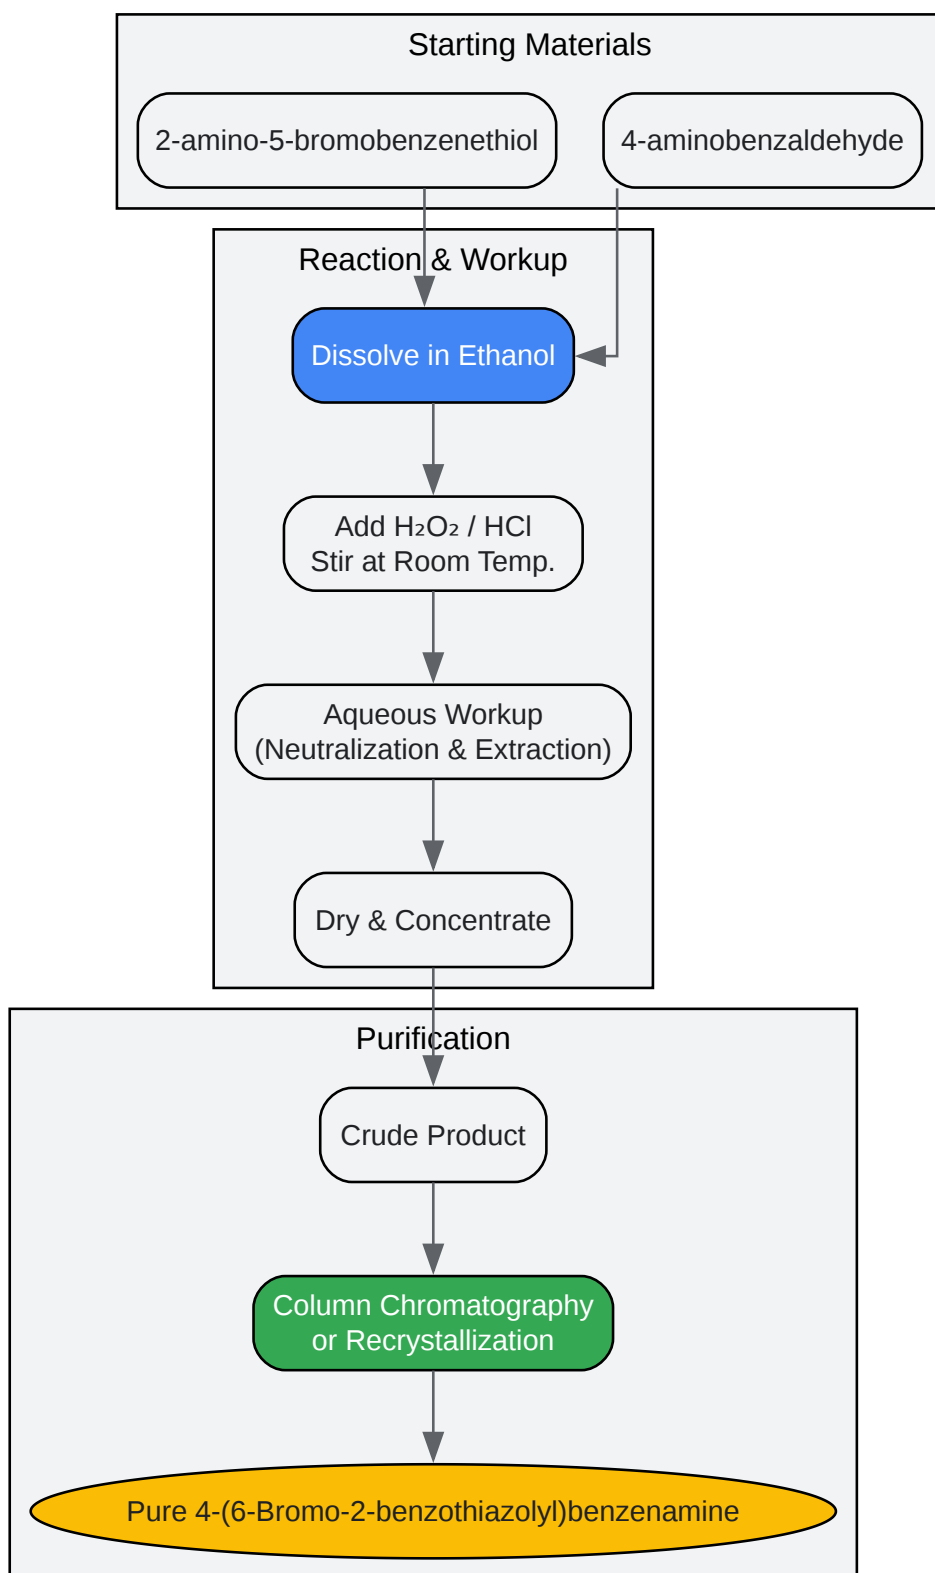 Starting Materials
2-amino-5-bromobenzenethiol
4-aminobenzaldehyde
Reaction & Workup
Dissolve in Ethanol
Add H₂O₂ / HCl
Stir at Room Temp.
Aqueous Workup
(Neutralization & Extraction)
Dry & Concentrate
Purification
Crude Product
Column Chromatography
or Recrystallization
Pure 4-(6-Bromo-2-benzothiazolyl)benzenamine